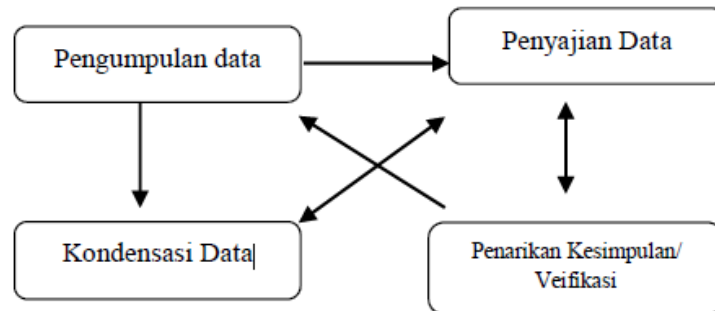 Pengumpulan data
Penyajian Data
Kondensasi Data
Penarikan Kesimpulan/
Veifikasi